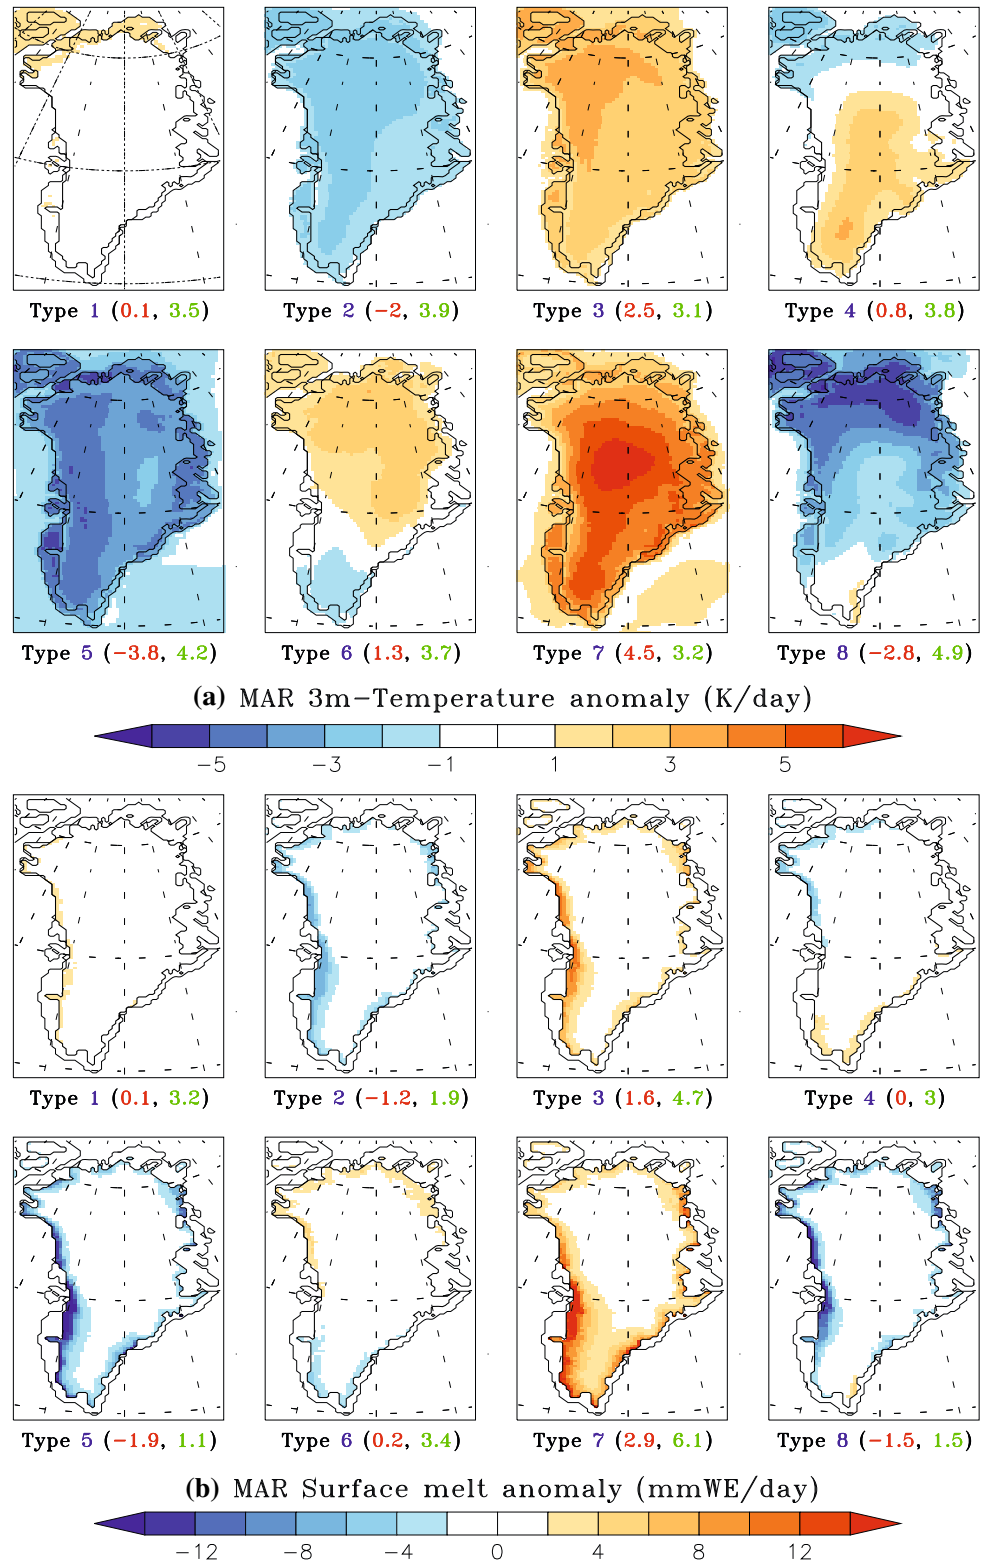 Type 1 (0.1, 3.5) Type 2 (−2, 3.9) Type 3 (2.5, 3.1) Type 4 (0.8, 3.8)
Type 5 (−3.8, 4.2) Type 6 (1.3, 3.7) Type 7 (4.5, 3.2) Type 8 (−2.8, 4.9)
(a) MAR 3m−Temperature anomaly (K/day)
−5 −3 −1 1 3 5
Type 1 (0.1, 3.2) Type 2 (−1.2, 1.9) Type 3 (1.6, 4.7) Type 4 (0, 3)
Type 5 (−1.9, 1.1) Type 6 (0.2, 3.4) Type 7 (2.9, 6.1) Type 8 (−1.5, 1.5)
(b) MAR Surface melt anomaly (mmWE/day)
−12 −8 −4 0 4 8 12